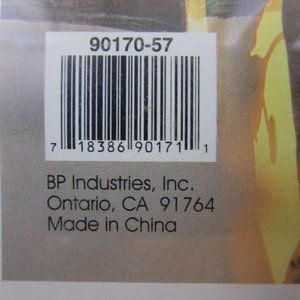 90170-57
7 18386 90171 1
BP Industries, Inc.
Ontario, CA 91764
Made in China